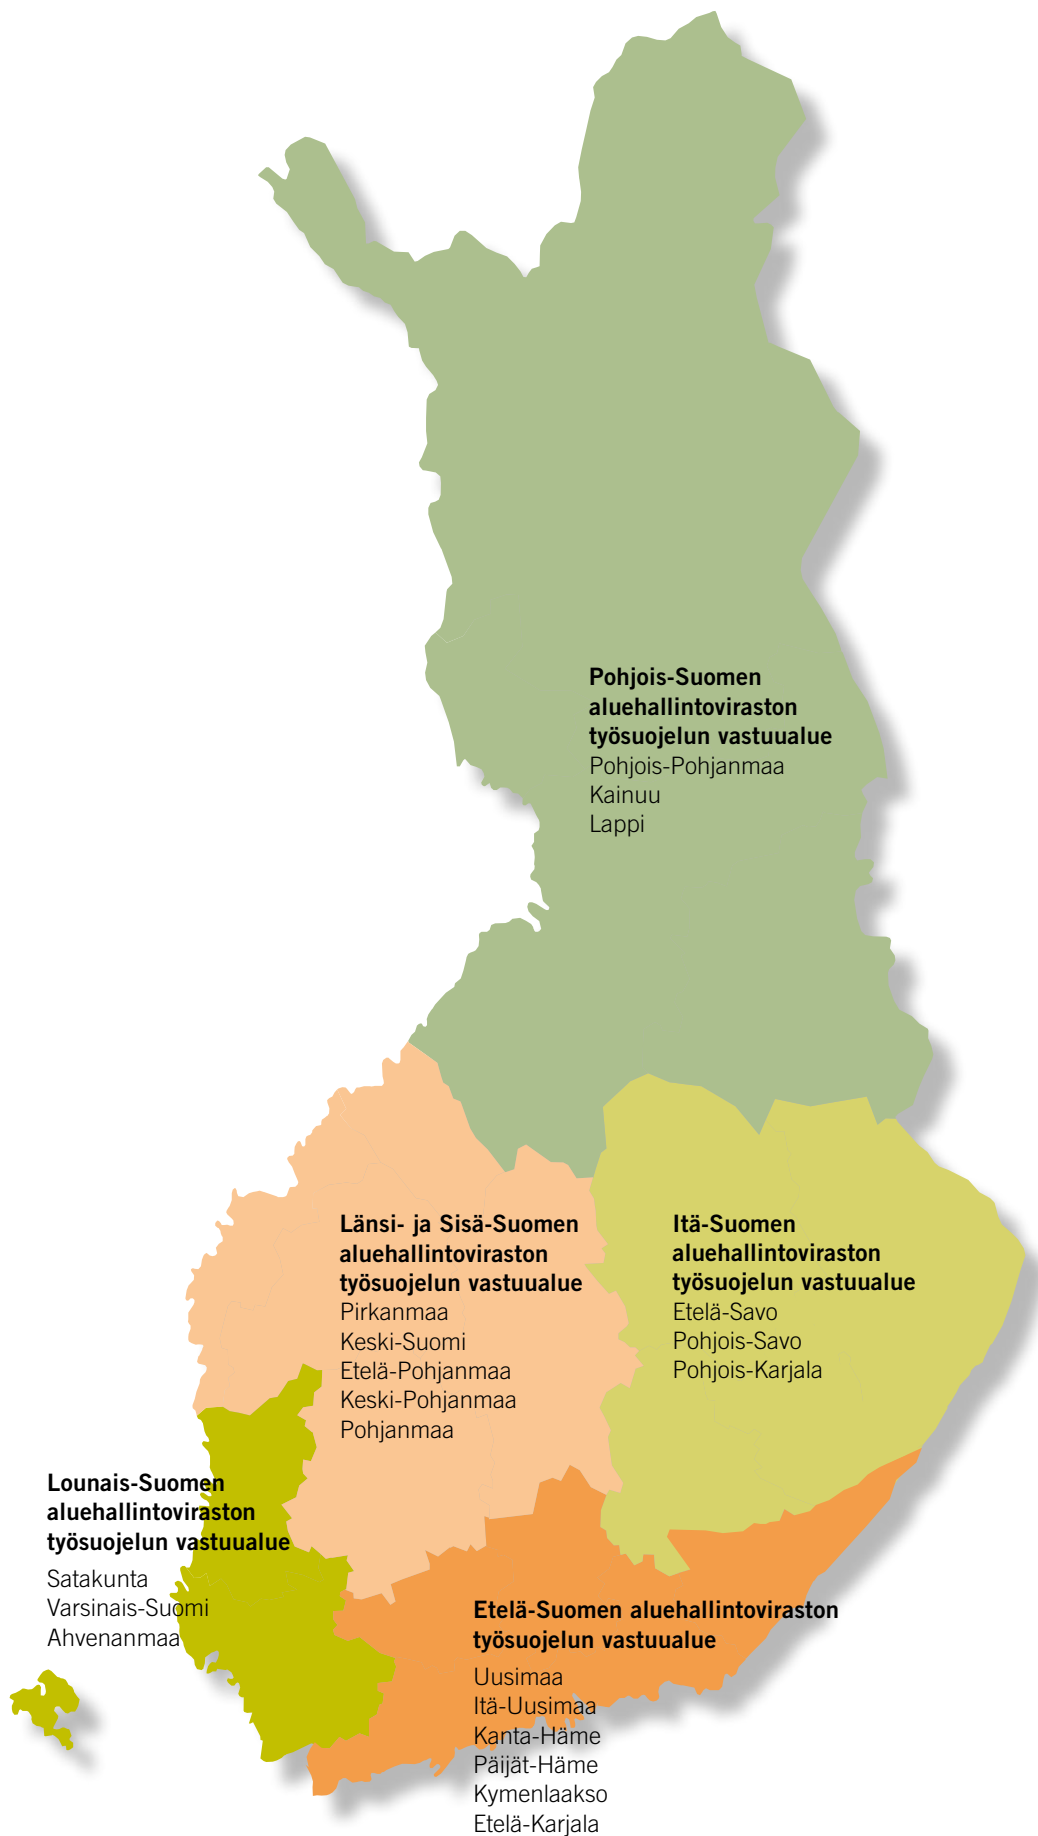 Pohjois-Suomen
aluehallintoviraston
työsuojelun vastuualue
Pohjois-Pohjanmaa
Kainuu
Lappi
Länsi- ja Sisä-Suomen
aluehallintoviraston
työsuojelun vastuualue
Pirkanmaa
Keski-Suomi
Etelä-Pohjanmaa
Keski-Pohjanmaa
Pohjanmaa
Itä-Suomen
aluehallintoviraston
työsuojelun vastuualue
Etelä-Savo
Pohjois-Savo
Pohjois-Karjala
Lounais-Suomen
aluehallintoviraston
työsuojelun vastuualue
Satakunta
Varsinais-Suomi
Ahvenanmaa
Etelä-Suomen aluehallintoviraston
työsuojelun vastuualue
Uusimaa
Itä-Uusimaa
Kanta-Häme
Päijät-Häme
Kymenlaakso
Etelä-Karjala